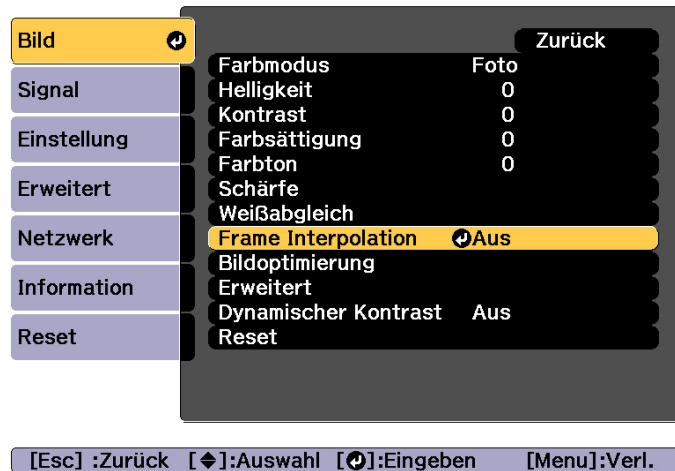 Bild
Signal
Einstellung
Erweitert
Netzwerk
Information
Reset
Zurück
Farbmodus Foto
Helligkeit 0
Kontrast 0
Farbsättigung 0
Farbton 0
Schärfe
Weißabgleich
Frame Interpolation Aus
Bildoptimierung
Erweitert
Dynamischer Kontrast Aus
Reset
[Esc] :Zurück [◆]:Auswahl [↵]:Eingeben [Menu]:Verl.